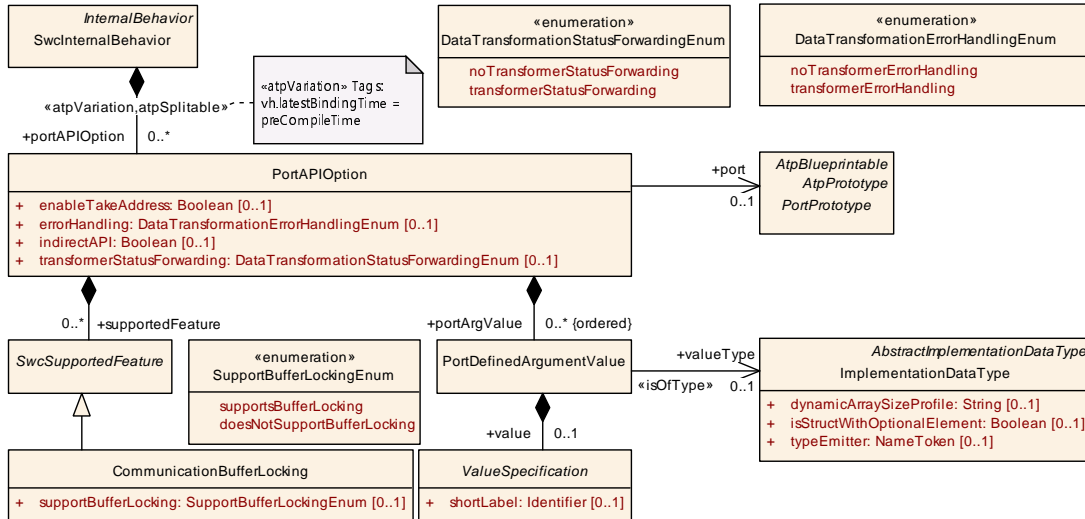 InternalBehavior
SwcInternalBehavior
«enumeration»
DataTransformationStatusForwardingEnum
noTransformerStatusForwarding
transformerStatusForwarding
«enumeration»
DataTransformationErrorHandlingEnum
noTransformerErrorHandling
transformerErrorHandling
«atpVariation,atpSplitable»
+portAPIOption 0..*
«atpVariation» Tags:
vh.latestBindingTime =
preCompileTime
PortAPIOption
+ enableTakeAddress: Boolean [0..1]
+ errorHandling: DataTransformationErrorHandlingEnum [0..1]
+ indirectAPI: Boolean [0..1]
+ transformerStatusForwarding: DataTransformationStatusForwardingEnum [0..1]
+port
0..1
AtpBlueprintable
AtpPrototype
PortPrototype
0..* +supportedFeature
+portArgValue 0..* {ordered}
SwcSupportedFeature
«enumeration»
SupportBufferLockingEnum
supportsBufferLocking
doesNotSupportBufferLocking
PortDefinedArgumentValue
+valueType
«isOfType» 0..1
AbstractImplementationDataType
ImplementationDataType
+ dynamicArraySizeProfile: String [0..1]
+ isStructWithOptionalElement: Boolean [0..1]
+ typeEmitter: NameToken [0..1]
+value 0..1
CommunicationBufferLocking
+ supportBufferLocking: SupportBufferLockingEnum [0..1]
ValueSpecification
+ shortLabel: Identifier [0..1]